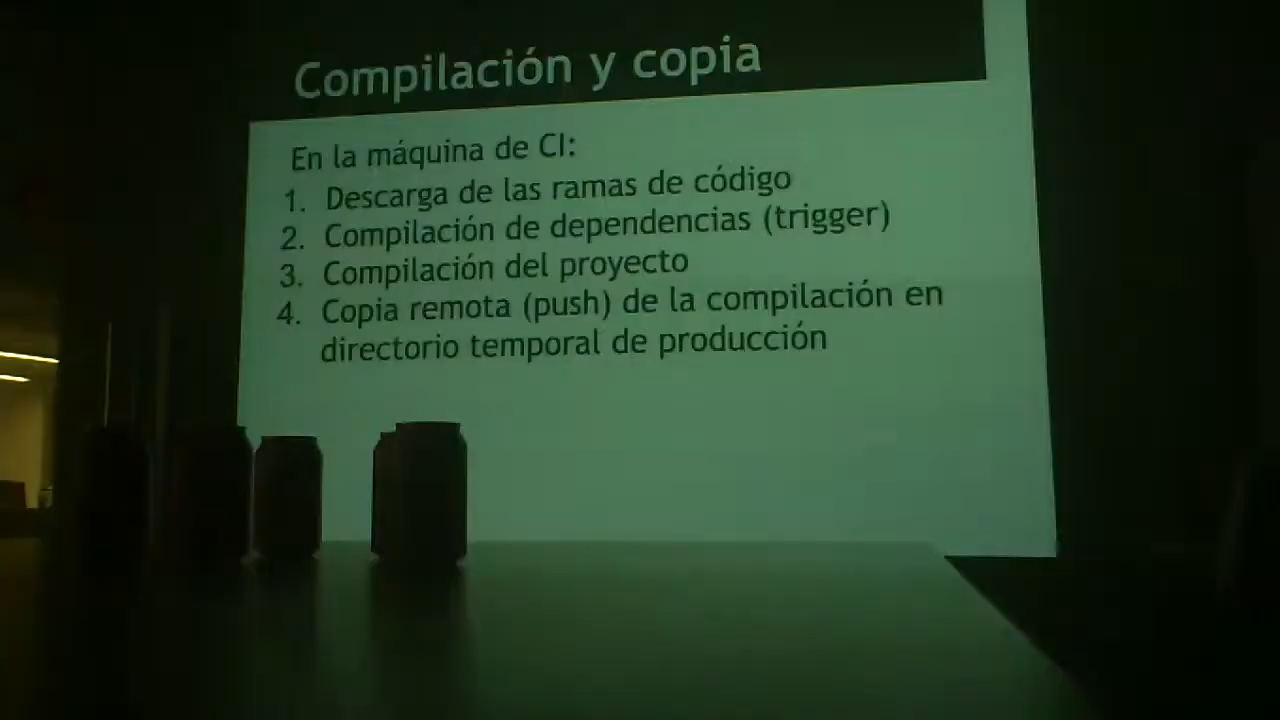 Compilación y copia
En la máquina de CI:
1. Descarga de las ramas de código
2. Compilación de dependencias (trigger)
3. Compilación del proyecto
4. Copia remota (push) de la compilación en
directorio temporal de producción